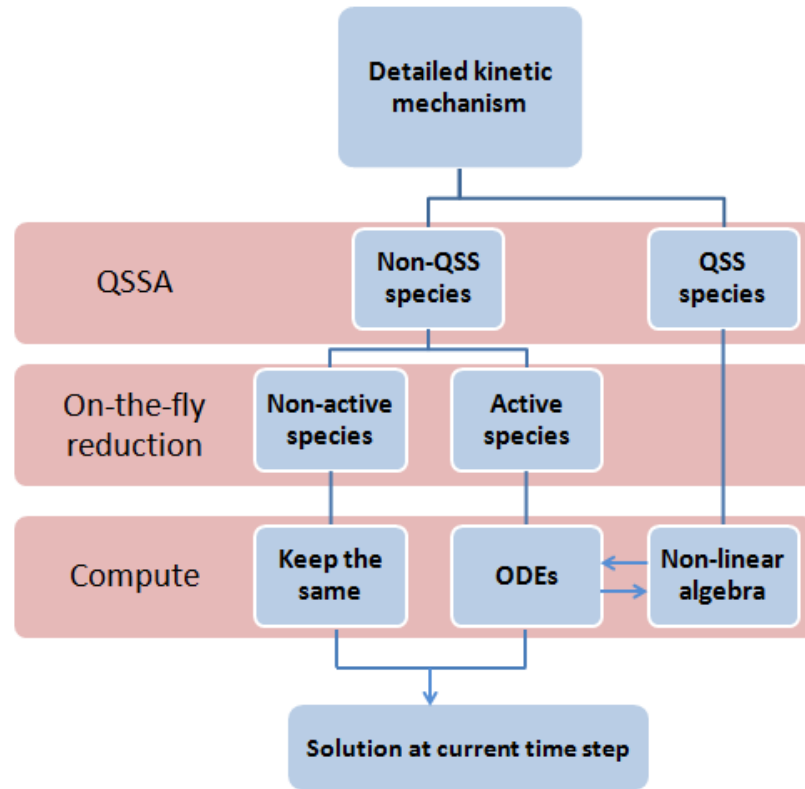 Detailed kinetic
mechanism
QSSA
Non-QSS
species
QSS
species
On-the-fly
reduction
Non-active
species
Active
species
Compute
Keep the
same
ODEs
Non-linear
algebra
Solution at current time step